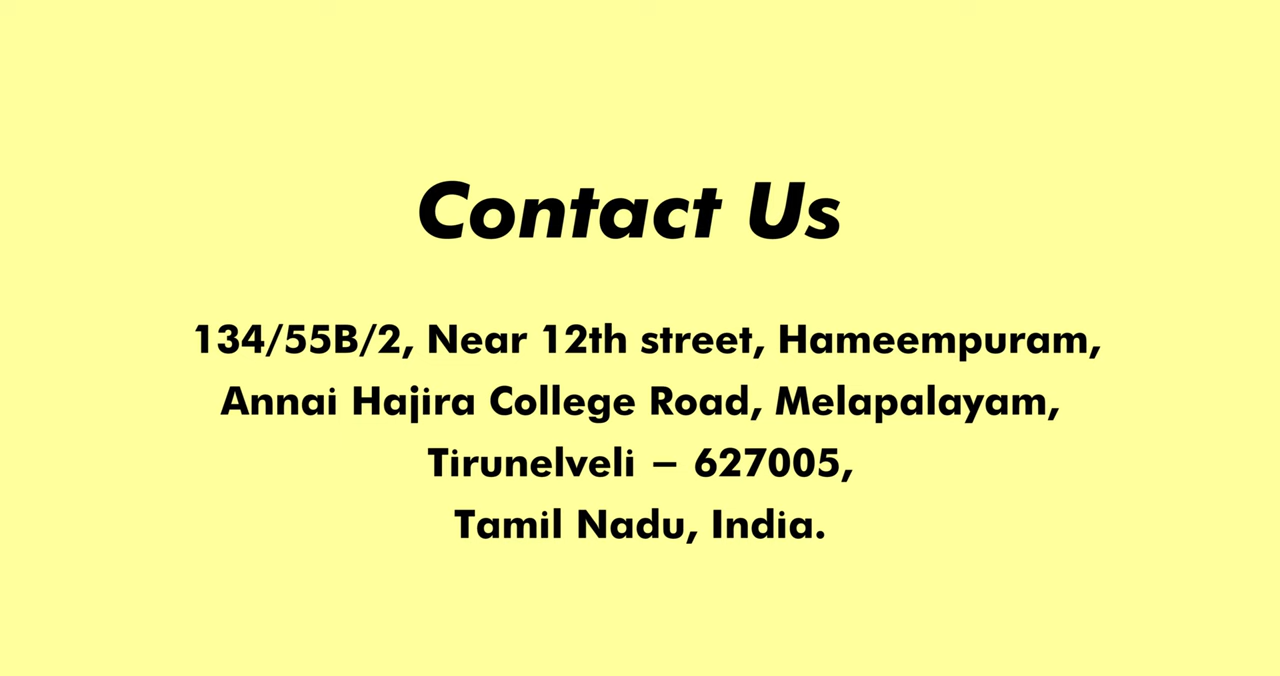 Contact Us
134/55B/2, Near 12th street, Hameempuram,
Annai Hajira College Road, Melapalayam,
Tirunelveli – 627005,
Tamil Nadu, India.